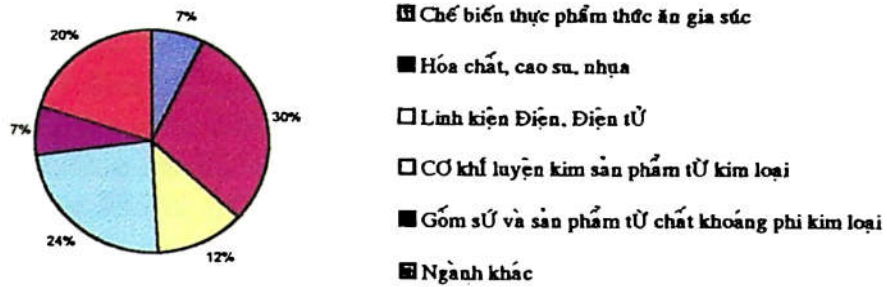 7%
30%
12%
24%
7%
20%
Chế biến thực phẩm thức ăn gia súc
Hóa chất, cao su, nhựa
Linh kiện Điện, Điện tỬ
CƠ khÍ luyện kim sản phẩm tỪ kim loại
Gốm sỨ và sản phẩm tỪ chất khoáng phi kim loại
Ngành khác